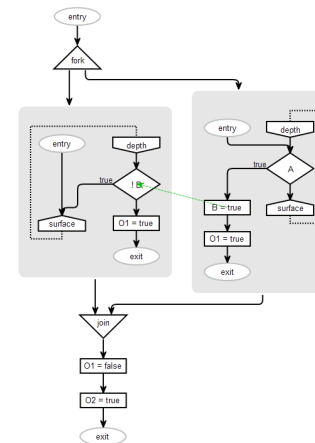 entry
fork
entry
depth
true
! B
surface
O1 = true
exit
entry
depth
true
A
B = true
surface
O1 = true
exit
join
O1 = false
O2 = true
exit